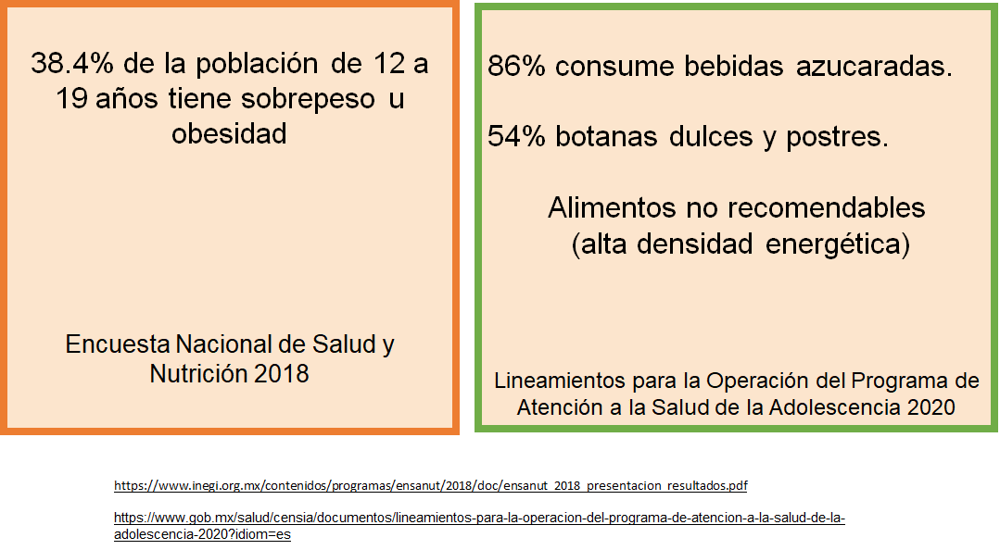 38.4% de la población de 12 a
19 años tiene sobrepeso u
obesidad
Encuesta Nacional de Salud y
Nutrición 2018
86% consume bebidas azucaradas.
54% botanas dulces y postres.
Alimentos no recomendables
(alta densidad energética)
Lineamientos para la Operación del Programa de
Atención a la Salud de la Adolescencia 2020
https://www.inegi.org.mx/contenidos/programas/ensanut/2018/doc/ensanut_2018_presentacion_resultados.pdf
https://www.gob.mx/salud/censia/documentos/lineamientos-para-la-operacion-del-programa-de-atencion-a-la-salud-de-la-
adolescencia-2020?idiom=es